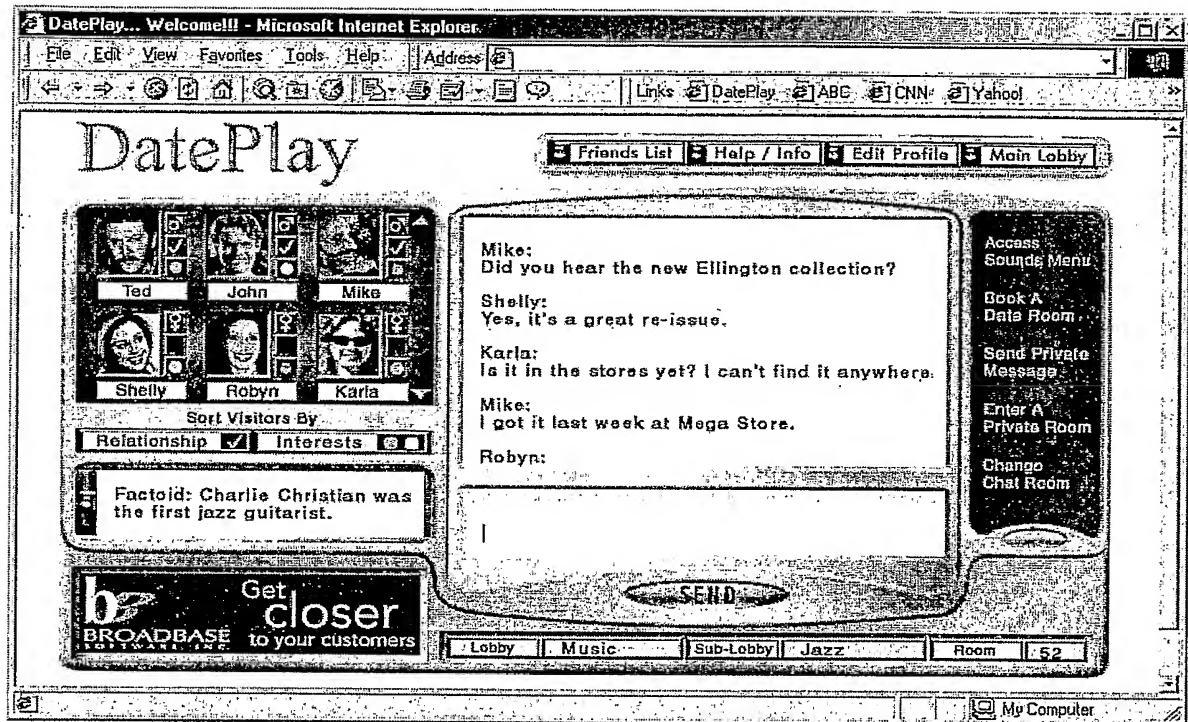 DatePlay... Welcome!!! - Microsoft Internet Explorer
File Edit View Favorites Tools Help Address
Links DatePlay ABC CNN Yahoo!
DatePlay
Friends List Help / Info Edit Profile Main Lobby
Ted John Mike
Shelly Robyn Karla
Sort Visitors By
Relationship Interests
Factoid: Charlie Christian was
the first jazz guitarist.
b
BROADBASE
SOFTWARE, INC.
Get
closer
to your customers
Mike:
Did you hear the new Ellington collection?
Shelly:
Yes, it's a great re-issue.
Karla:
Is it in the stores yet? I can't find it anywhere.
Mike:
I got it last week at Mega Store.
Robyn:
SEND
Access
Sounds Menu
Book A
Date Room
Send Private
Message
Enter A
Private Room
Change
Chat Room
Lobby Music Sub-Lobby Jazz Room 52
My Computer